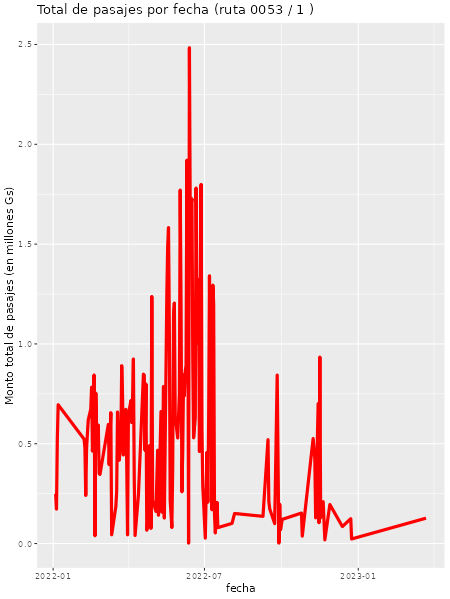 Total de pasajes por fecha (ruta 0053 / 1 )
Monto total de pasajes (en millones Gs)
2.5
2.0
1.5
1.0
0.5
0.0
2022-01 2022-07 2023-01
fecha